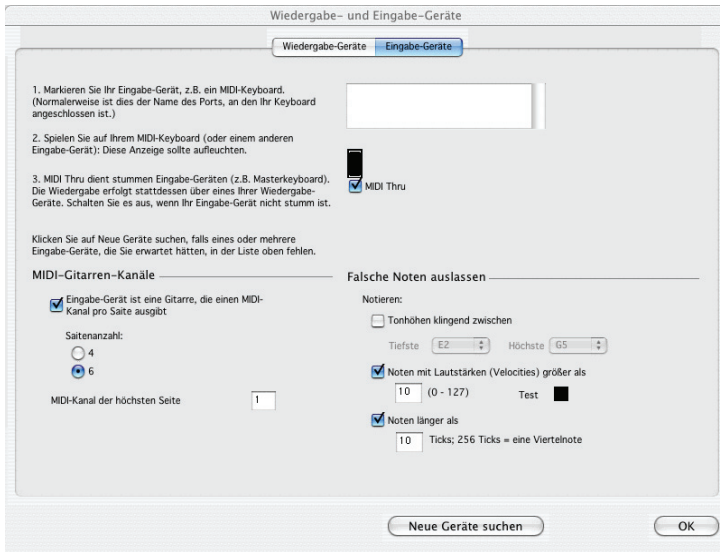 Wiedergabe- und Eingabe-Geräte
Wiedergabe-Geräte
Eingabe-Geräte
1. Markieren Sie Ihr Eingabe-Gerät, z.B. ein MIDI-Keyboard.
(Normalerweise ist dies der Name des Ports, an den Ihr Keyboard
angeschlossen ist.)
2. Spielen Sie auf Ihrem MIDI-Keyboard (oder einem anderen
Eingabe-Gerät): Diese Anzeige sollte aufleuchten.
3. MIDI Thru dient stummen Eingabe-Geräten (z.B. Masterkeyboard).
Die Wiedergabe erfolgt stattdessen über eines Ihrer Wiedergabe-
Geräte. Schalten Sie es aus, wenn Ihr Eingabe-Gerät nicht stumm ist.
MIDI Thru
Klicken Sie auf Neue Geräte suchen, falls eines oder mehrere
Eingabe-Geräte, die Sie erwartet hätten, in der Liste oben fehlen.
MIDI-Gitarren-Kanäle
Eingabe-Gerät ist eine Gitarre, die einen MIDI-
Kanal pro Saite ausgibt
Saitenanzahl:
4
6
MIDI-Kanal der höchsten Seite 1
Falsche Noten auslassen
Notieren:
Tonhöhen klingend zwischen
Tiefste E2 Höchste G5
Noten mit Lautstärken (Velocities) größer als
10 (0 - 127) Test
Noten länger als
10 Ticks; 256 Ticks = eine Viertelnote
Neue Geräte suchen
OK